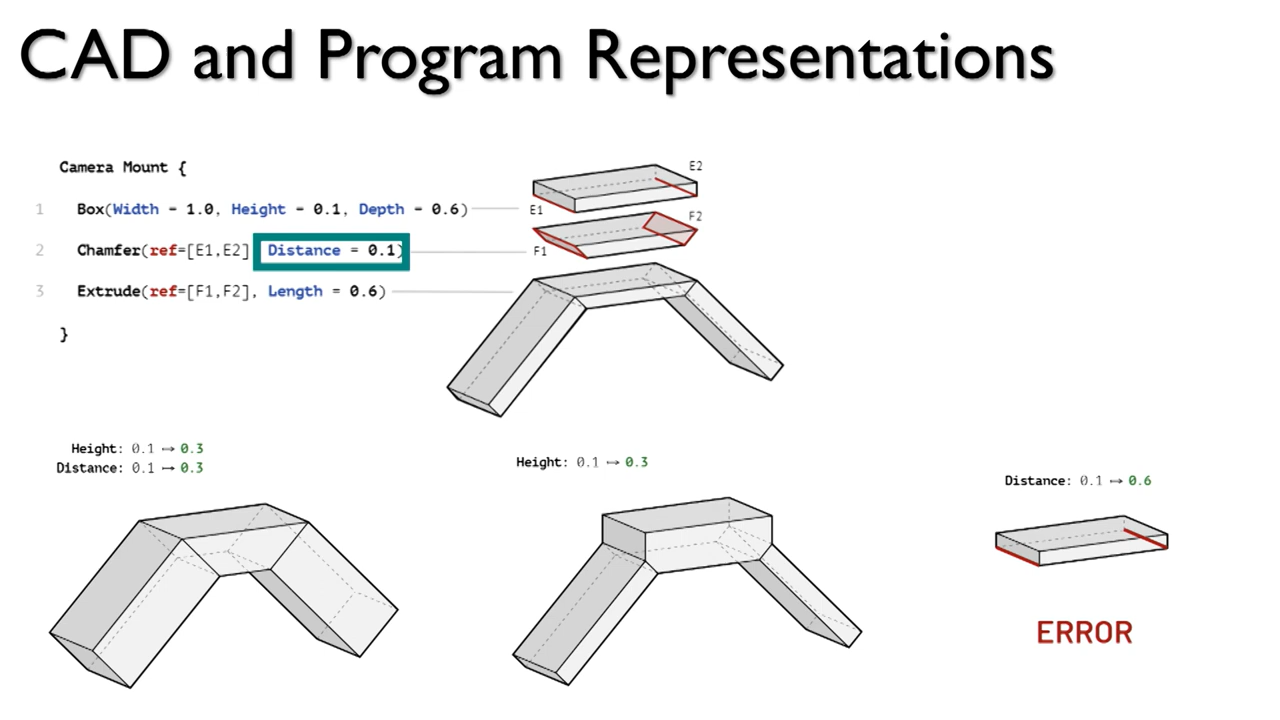 CAD and Program Representations
Camera Mount {
1 Box(Width = 1.0, Height = 0.1, Depth = 0.6)
2 Chamfer(ref=[E1,E2] Distance = 0.1)
3 Extrude(ref=[F1,F2], Length = 0.6)
}
E2
E1
F2
F1
Height: 0.1 ↦ 0.3
Distance: 0.1 ↦ 0.3
Height: 0.1 ↦ 0.3
Distance: 0.1 ↦ 0.6
ERROR